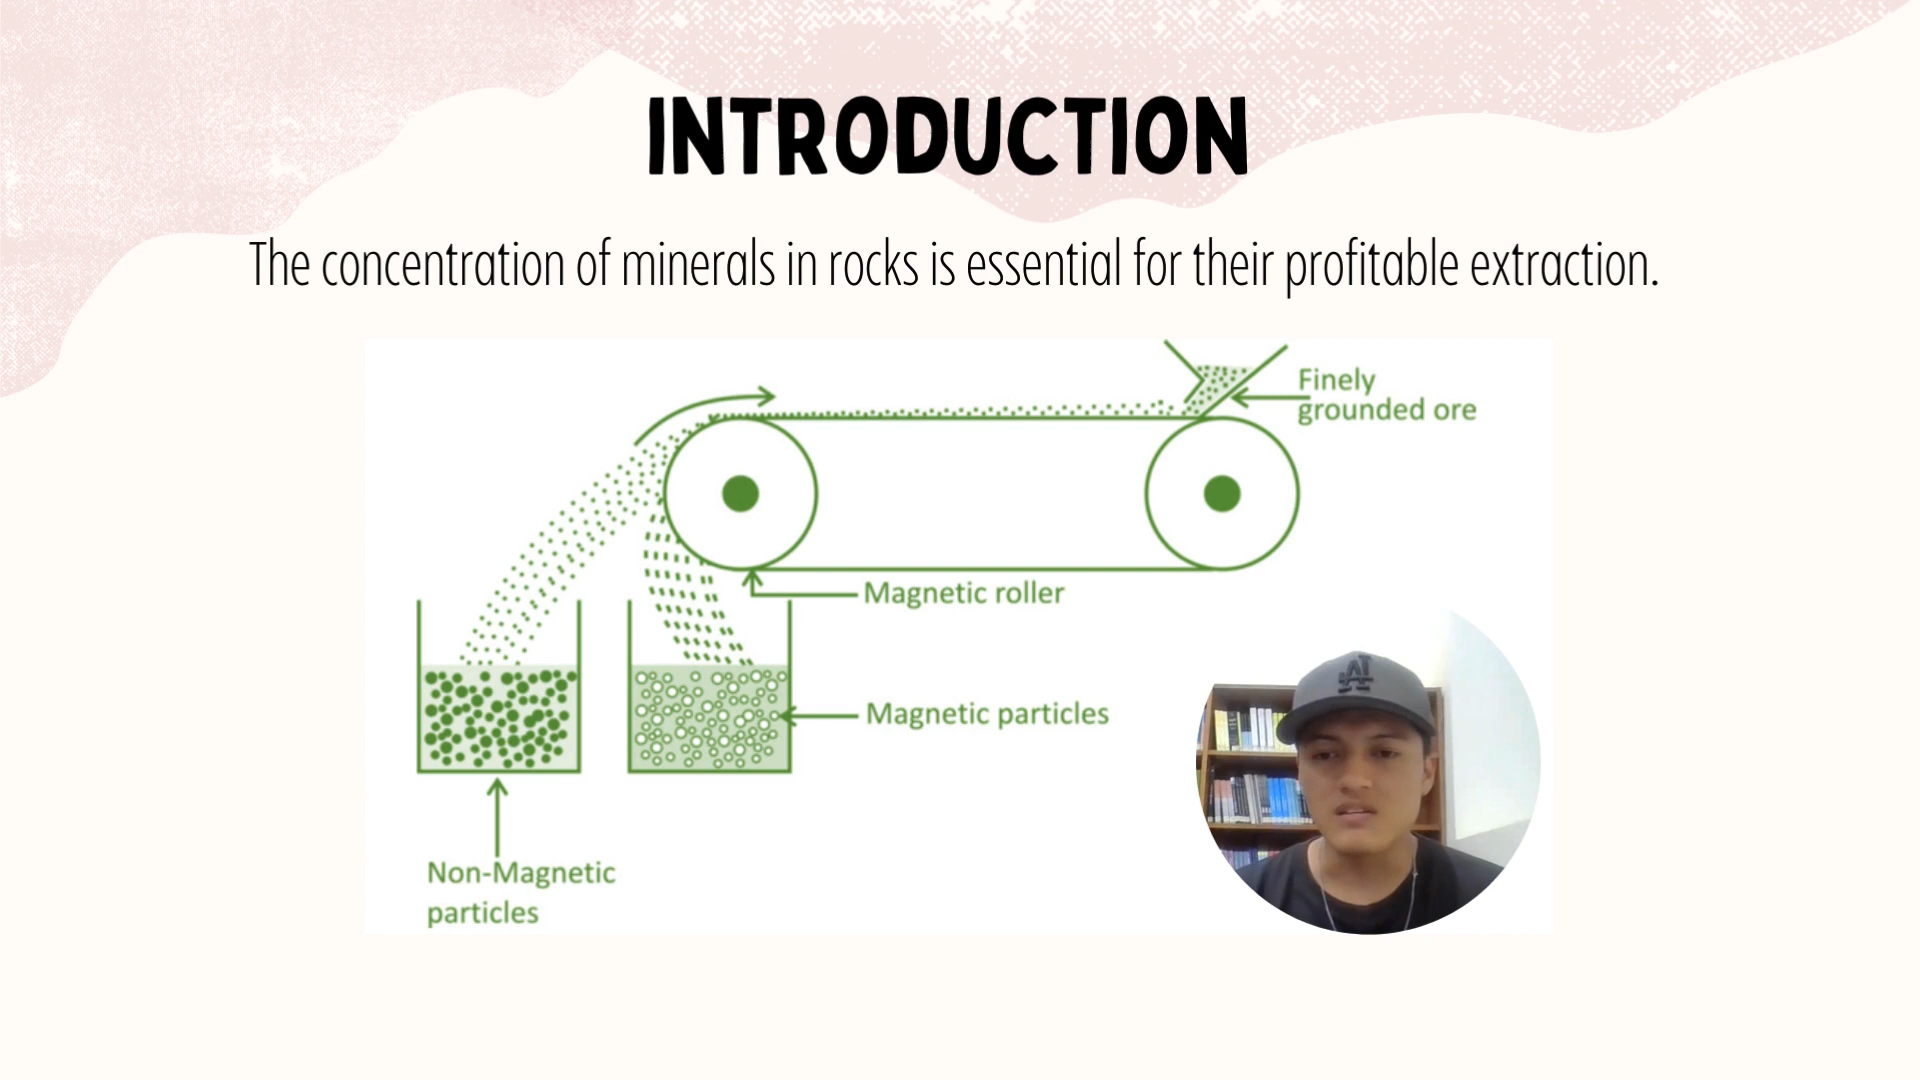 INTRODUCTION
The concentration of minerals in rocks is essential for their profitable extraction.
Finely
grounded ore
Magnetic roller
Magnetic particles
Non-Magnetic
particles
LA